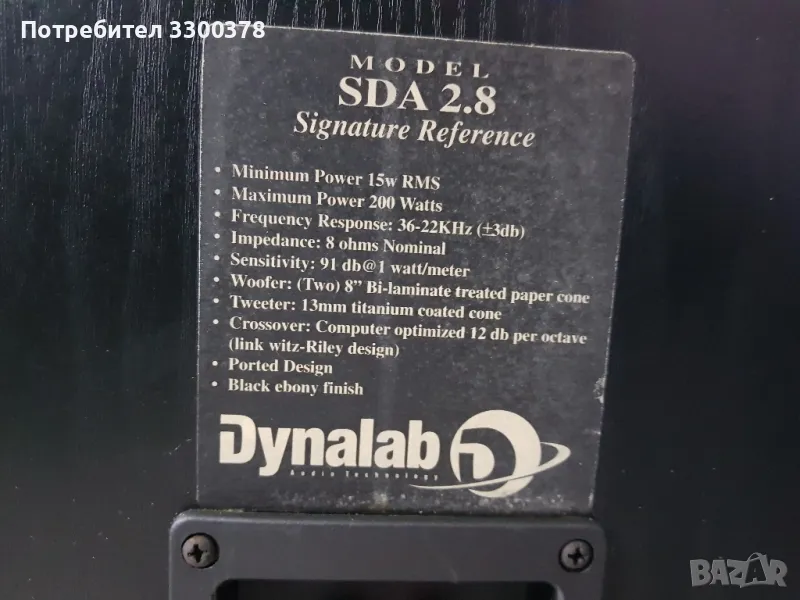 Потребител 3300378
MODEL
SDA 2.8
Signature Reference
• Minimum Power 15w RMS
• Maximum Power 200 Watts
• Frequency Response: 36-22KHz (±3db)
• Impedance: 8 ohms Nominal
• Sensitivity: 91 db@1 watt/meter
• Woofer: (Two) 8” Bi-laminate treated paper cone
• Tweeter: 13mm titanium coated cone
• Crossover: Computer optimized 12 db per octave
(link witz-Riley design)
• Ported Design
• Black ebony finish
Dynalab
Audio Technology
BAZAR